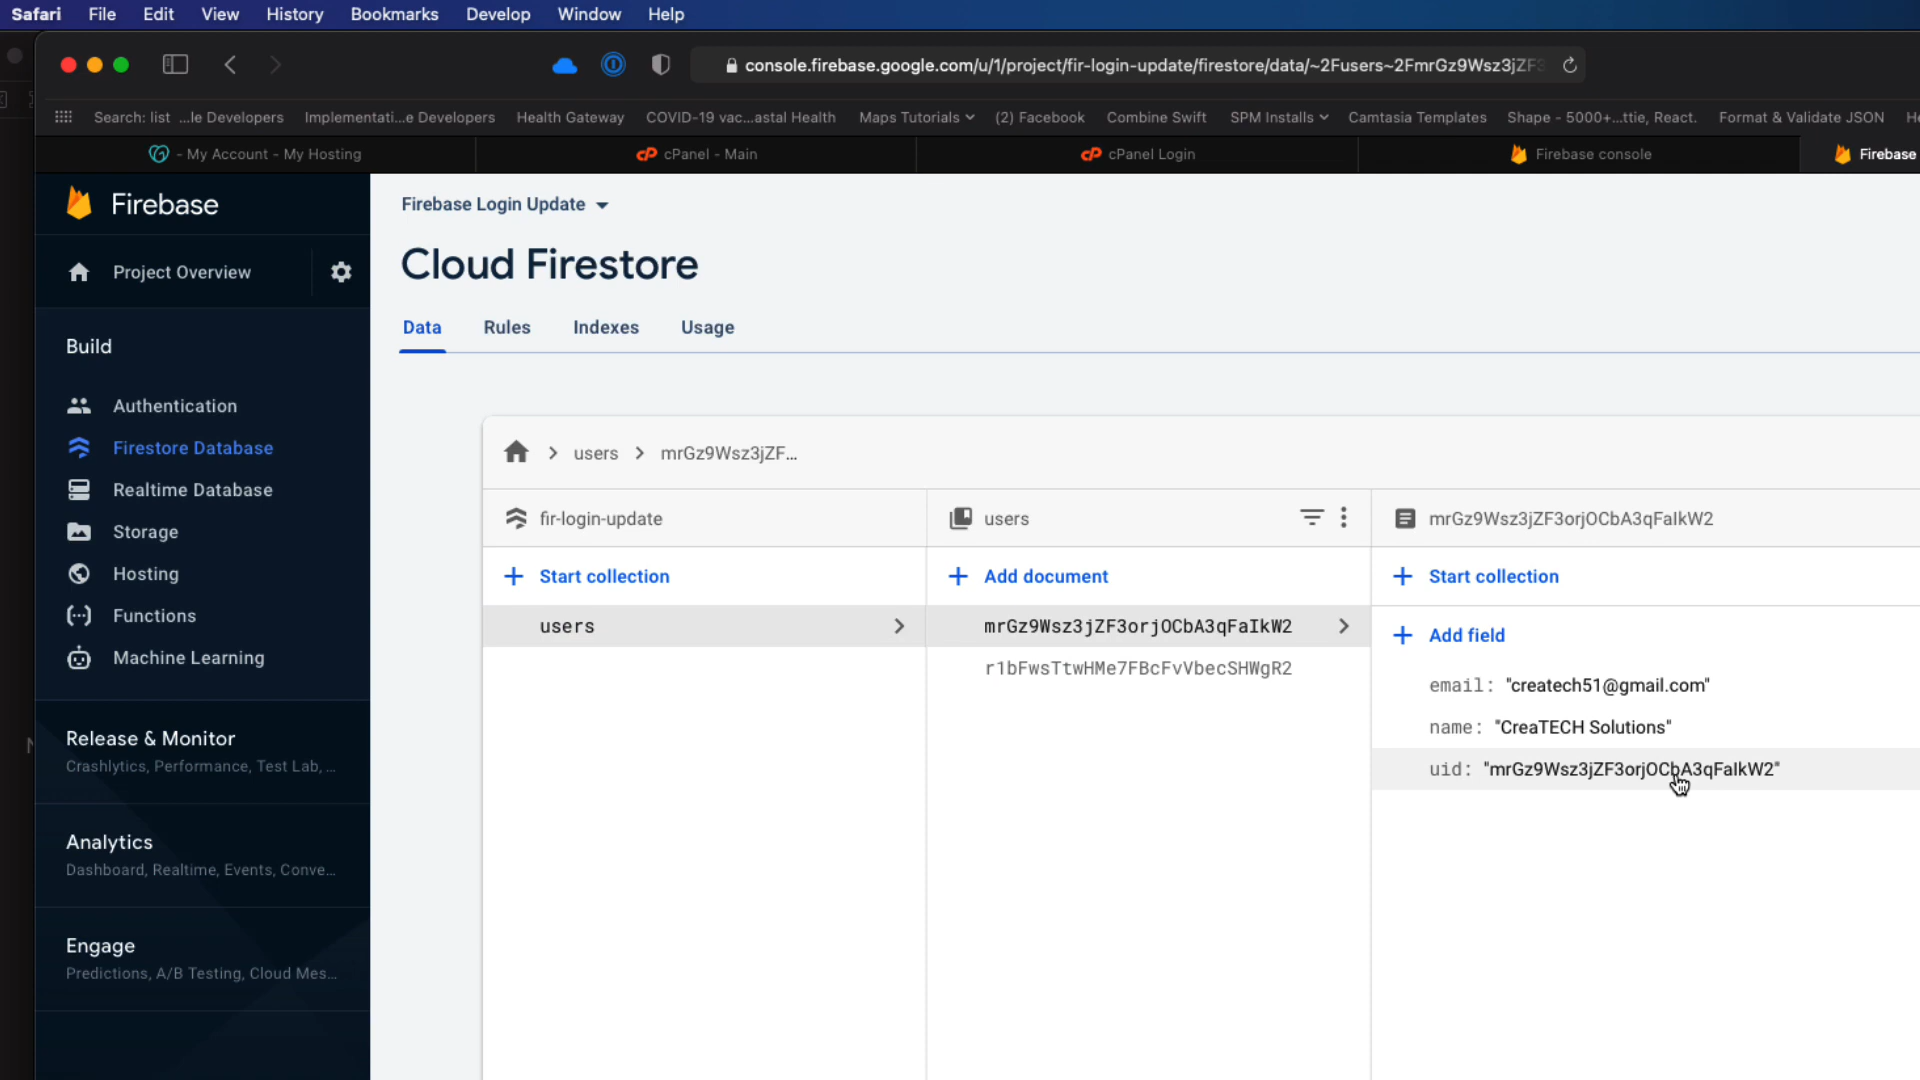 Safari File Edit View History Bookmarks Develop Window Help
console.firebase.google.com/u/1/project/fir-login-update/firestore/data/~2Fusers~2FmrGz9Wsz3jZF3
Search: list ...le Developers Implementati...e Developers Health Gateway COVID-19 vac...astal Health Maps Tutorials (2) Facebook Combine Swift SPM Installs Camtasia Templates Shape - 5000+...ttie, React. Format & Validate JSON He
- My Account - My Hosting cPanel - Main cPanel Login Firebase console Firebase
Firebase
Firebase Login Update
Project Overview
Cloud Firestore
Data Rules Indexes Usage
Build
Authentication
Firestore Database
Realtime Database
Storage
Hosting
Functions
Machine Learning
Release & Monitor
Crashlytics, Performance, Test Lab, ...
Analytics
Dashboard, Realtime, Events, Conve...
Engage
Predictions, A/B Testing, Cloud Mes...
users mrGz9Wsz3jZF...
fir-login-update
Start collection
users
users
Add document
mrGz9Wsz3jZF3orjOCbA3qFaIkW2
r1bFwsTtwHMe7FBcFvVbecSHWgR2
mrGz9Wsz3jZF3orjOCbA3qFaIkW2
Start collection
Add field
email: "createch51@gmail.com"
name: "CreaTECH Solutions"
uid: "mrGz9Wsz3jZF3orjOCbA3qFaIkW2"